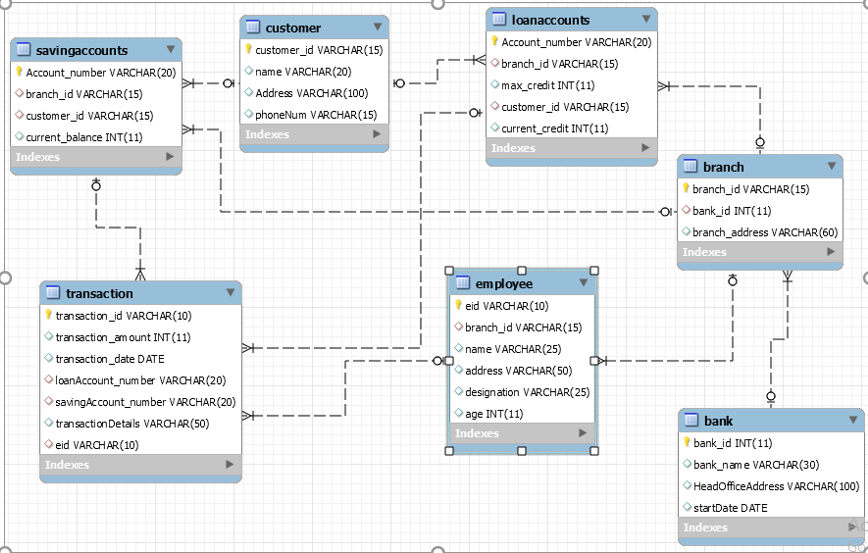 savingaccounts
Account_number VARCHAR(20)
branch_id VARCHAR(15)
customer_id VARCHAR(15)
current_balance INT(11)
Indexes
customer
customer_id VARCHAR(15)
name VARCHAR(20)
Address VARCHAR(100)
phoneNum VARCHAR(15)
Indexes
loanaccounts
Account_number VARCHAR(20)
branch_id VARCHAR(15)
max_credit INT(11)
customer_id VARCHAR(15)
current_credit INT(11)
Indexes
branch
branch_id VARCHAR(15)
bank_id INT(11)
branch_address VARCHAR(60)
Indexes
transaction
transaction_id VARCHAR(10)
transaction_amount INT(11)
transaction_date DATE
loanAccount_number VARCHAR(20)
savingAccount_number VARCHAR(20)
transactionDetails VARCHAR(50)
eid VARCHAR(10)
Indexes
employee
eid VARCHAR(10)
branch_id VARCHAR(15)
name VARCHAR(25)
address VARCHAR(50)
designation VARCHAR(25)
age INT(11)
Indexes
bank
bank_id INT(11)
bank_name VARCHAR(30)
HeadOfficeAddress VARCHAR(100)
startDate DATE
Indexes